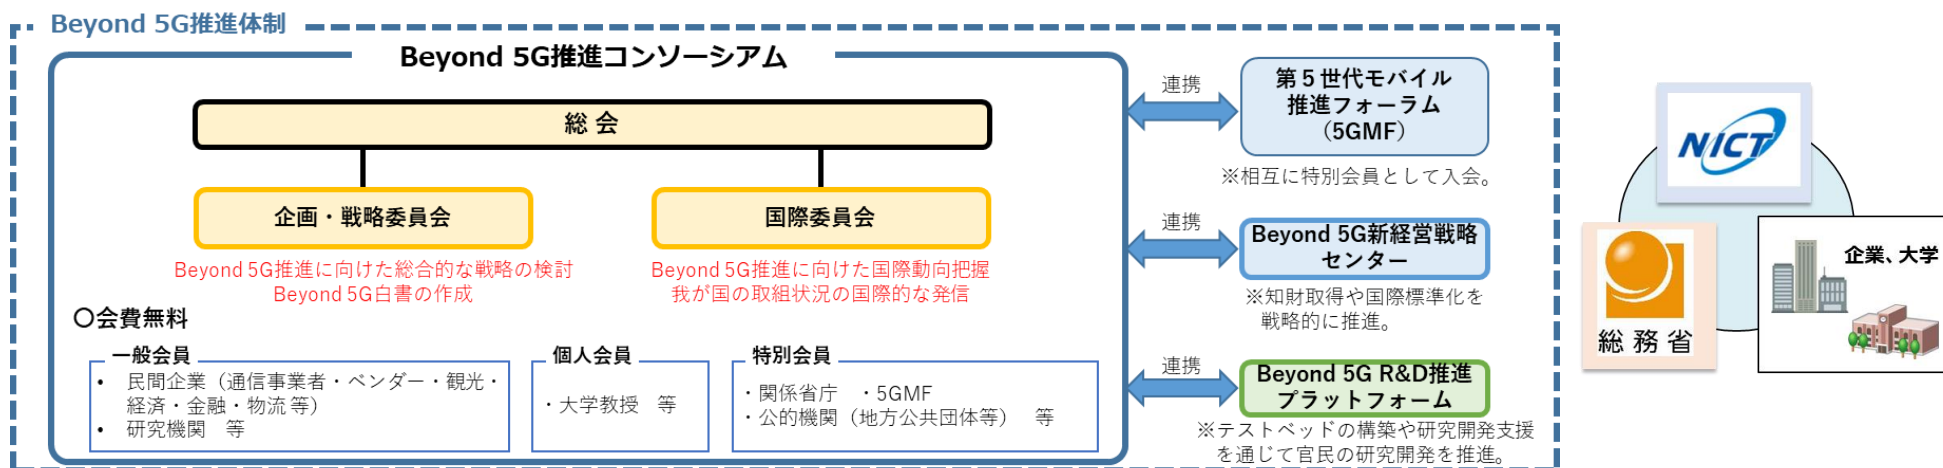 Beyond 5G推進体制
Beyond 5G推進コンソーシアム
総 会
企画・戦略委員会
Beyond 5G推進に向けた総合的な戦略の検討
Beyond 5G白書の作成
国際委員会
Beyond 5G推進に向けた国際動向把握
我が国の取組状況の国際的な発信
〇会費無料
一般会員
• 民間企業（通信事業者・ベンダー・観光・
経済・金融・物流 等）
• 研究機関　等
個人会員
・大学教授　等
特別会員
・関係省庁　・5GMF
・公的機関（地方公共団体等）　等
連携
第５世代モバイル
推進フォーラム
（5GMF）
※相互に特別会員として入会。
連携
Beyond 5G新経営戦略
センター
※知財取得や国際標準化を
戦略的に推進。
連携
Beyond 5G R&D推進
プラットフォーム
※テストベッドの構築や研究開発支援
を通じて官民の研究開発を推進。
NICT
総務省
企業、大学